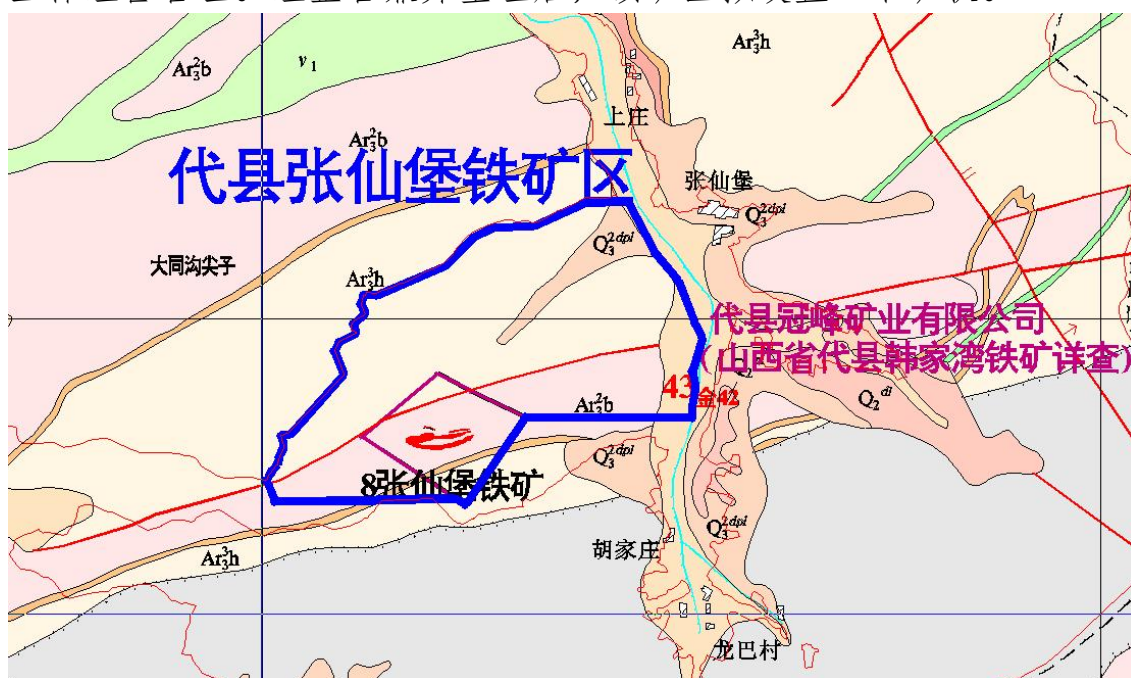 Ar₃²b
ν₁
Ar₃³h
上庄
Ar₃²b
代县张仙堡铁矿区
张仙堡
Q₃²ᵈᵖˡ
Q₃²ᵈᵖˡ
大同沟尖子
Ar₃³h
代县冠峰矿业有限公司
(山西省代县韩家湾铁矿详查)
43
金42
Ar₃²b
Q₂ᵈˡ
Q₃²ᵈᵖˡ
8张仙堡铁矿
Q₃²ᵈᵖˡ
胡家庄
Ar₃³h
龙巴村